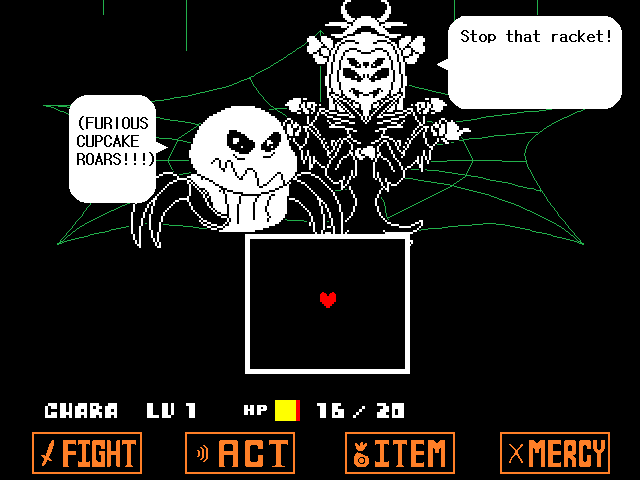 Stop that racket!
(FURIOUS
CUPCAKE
ROARS!!!)
CHARA LV 1 HP 16 / 20
FIGHT ACT ITEM MERCY